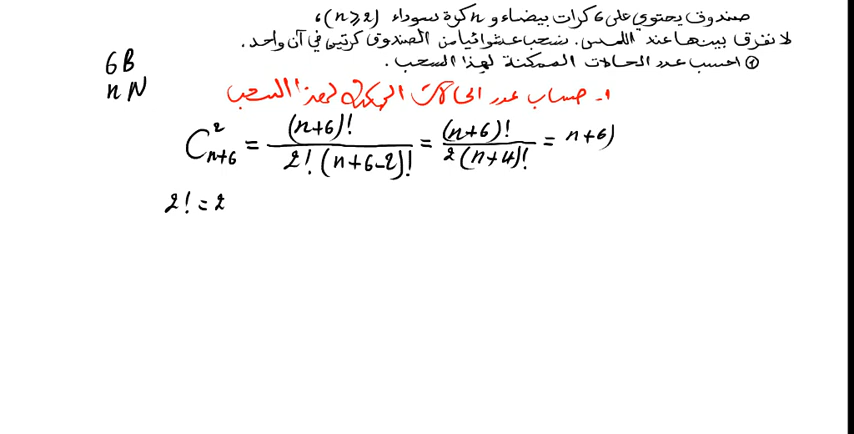 صندوق يحتوي على 6 كرات بيضاء و n كرة سوداء (n⩾2)،
لا نفرق بينها عند اللمس. نسحب عشوائيا من الصندوق كرتين في آن واحد.
① احسب عدد الحالات الممكنة لهذا السحب.
6B
nN
1- حساب عدد الحالات الممكنة لهذا السحب
C²ₙ₊₆ = (n+6)! / 2!(n+6-2)! = (n+6)! / 2(n+4)! = n+6)
2! = 2